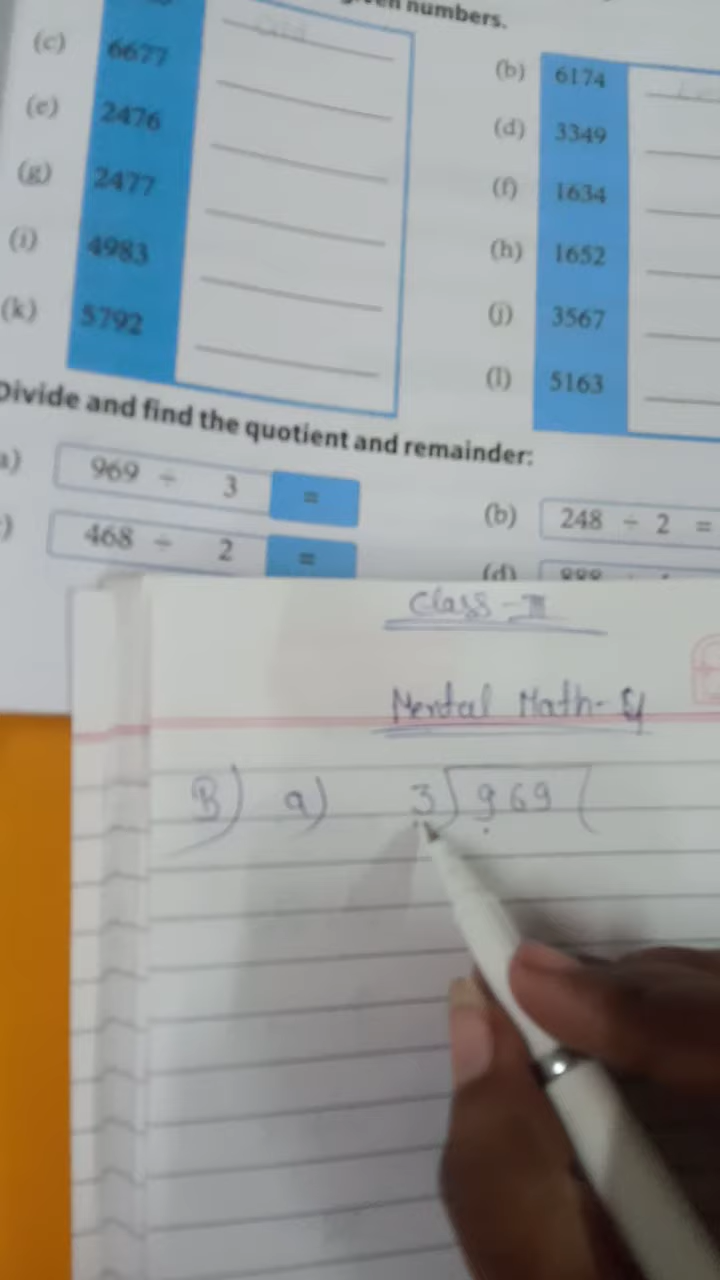 given numbers.
(c) 6677
(e) 2476
(g) 2477
(i) 4983
(k) 5792
(b) 6174
(d) 3349
(f) 1634
(h) 1652
(j) 3567
(l) 5163
Divide and find the quotient and remainder:
a) 969 ÷ 3 =
(b) 248 ÷ 2 =
) 468 ÷ 2 =
(d)
Class - III
Mental Math-
B) a) 3)969(